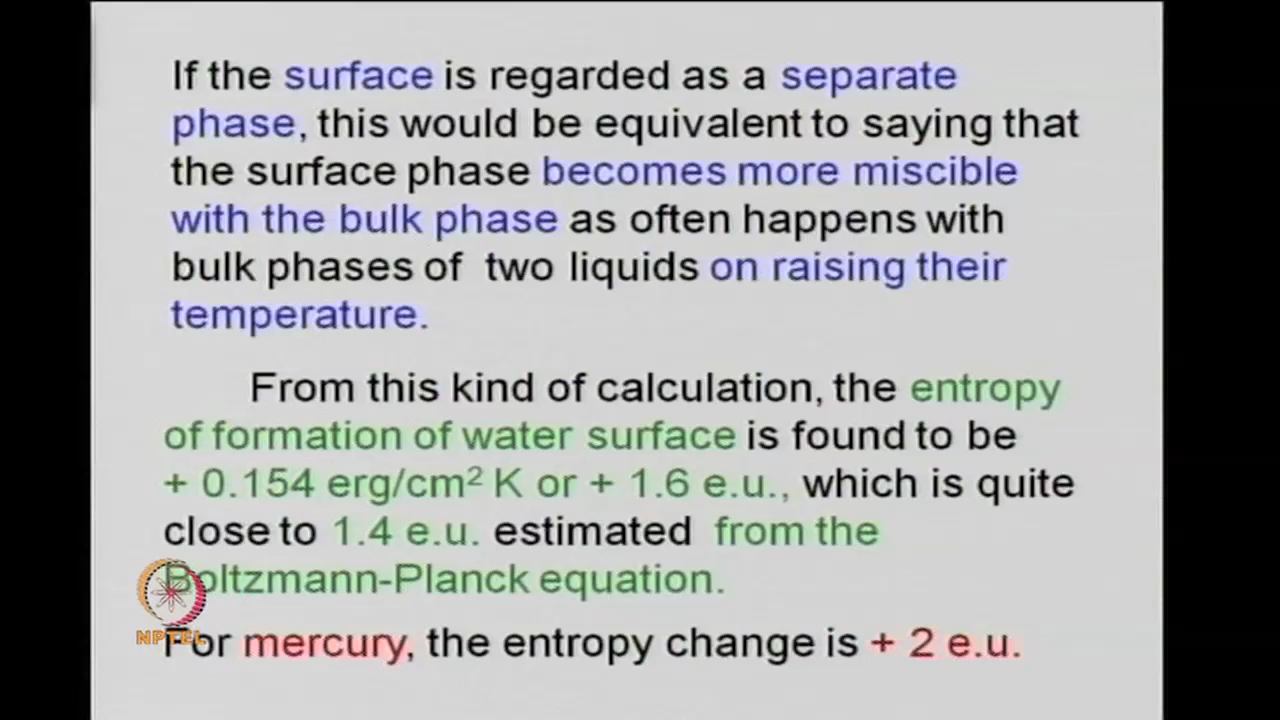 If the surface is regarded as a separate
phase, this would be equivalent to saying that
the surface phase becomes more miscible
with the bulk phase as often happens with
bulk phases of two liquids on raising their
temperature.
From this kind of calculation, the entropy
of formation of water surface is found to be
+ 0.154 erg/cm² K or + 1.6 e.u., which is quite
close to 1.4 e.u. estimated from the
Boltzmann-Planck equation.
NPTEL
For mercury, the entropy change is + 2 e.u.